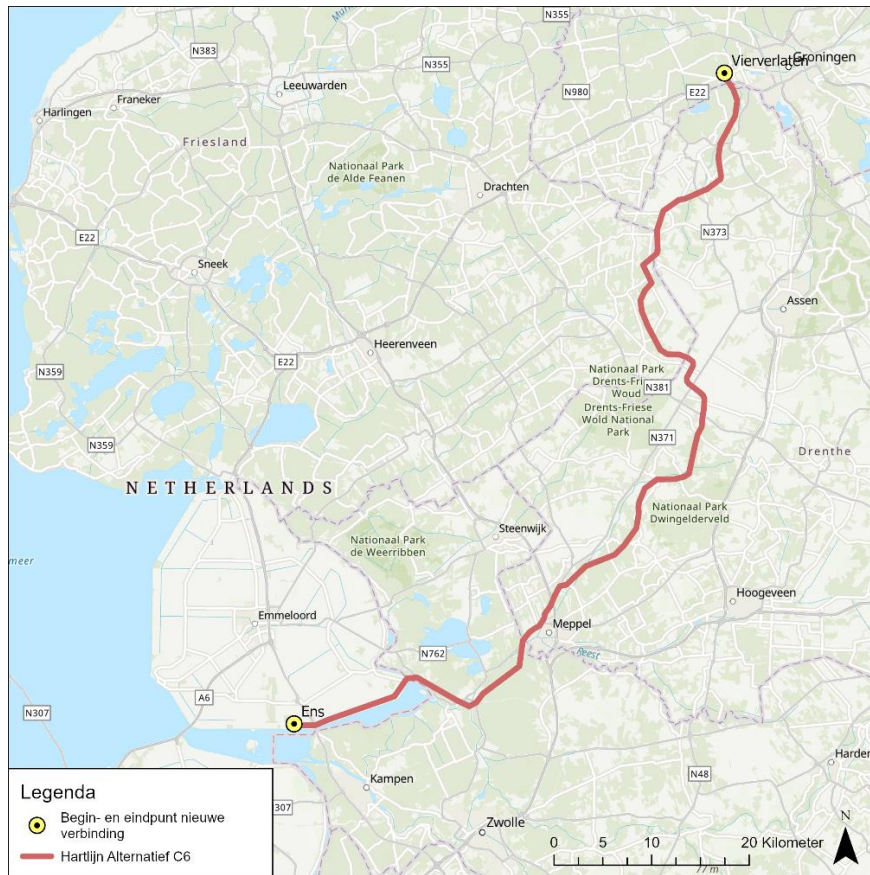 N383
N355
N355
Vierverlaten
Groningen
Leeuwarden
Franeker
Harlingen
E22
N980
Friesland
Nationaal Park
de Alde Feanen
Drachten
N373
E22
Sneek
Assen
Heerenveen
E22
N359
Nationaal Park
Drents-Frie
Woud
Drents-Friese
Wold National
Park
N381
N371
N359
Drenthe
NETHERLANDS
Nationaal Park
Dwingelderveld
Steenwijk
Nationaal Park
de Weerribben
meer
Hoogeveen
Emmeloord
Meppel
Reest
N762
A6
Ens
N307
Kampen
N48
Harden
307
Zwolle
Legenda
Begin- en eindpunt nieuwe
verbinding
Hartlijn Alternatief C6
0 5 10 20 Kilometer
N
77 m